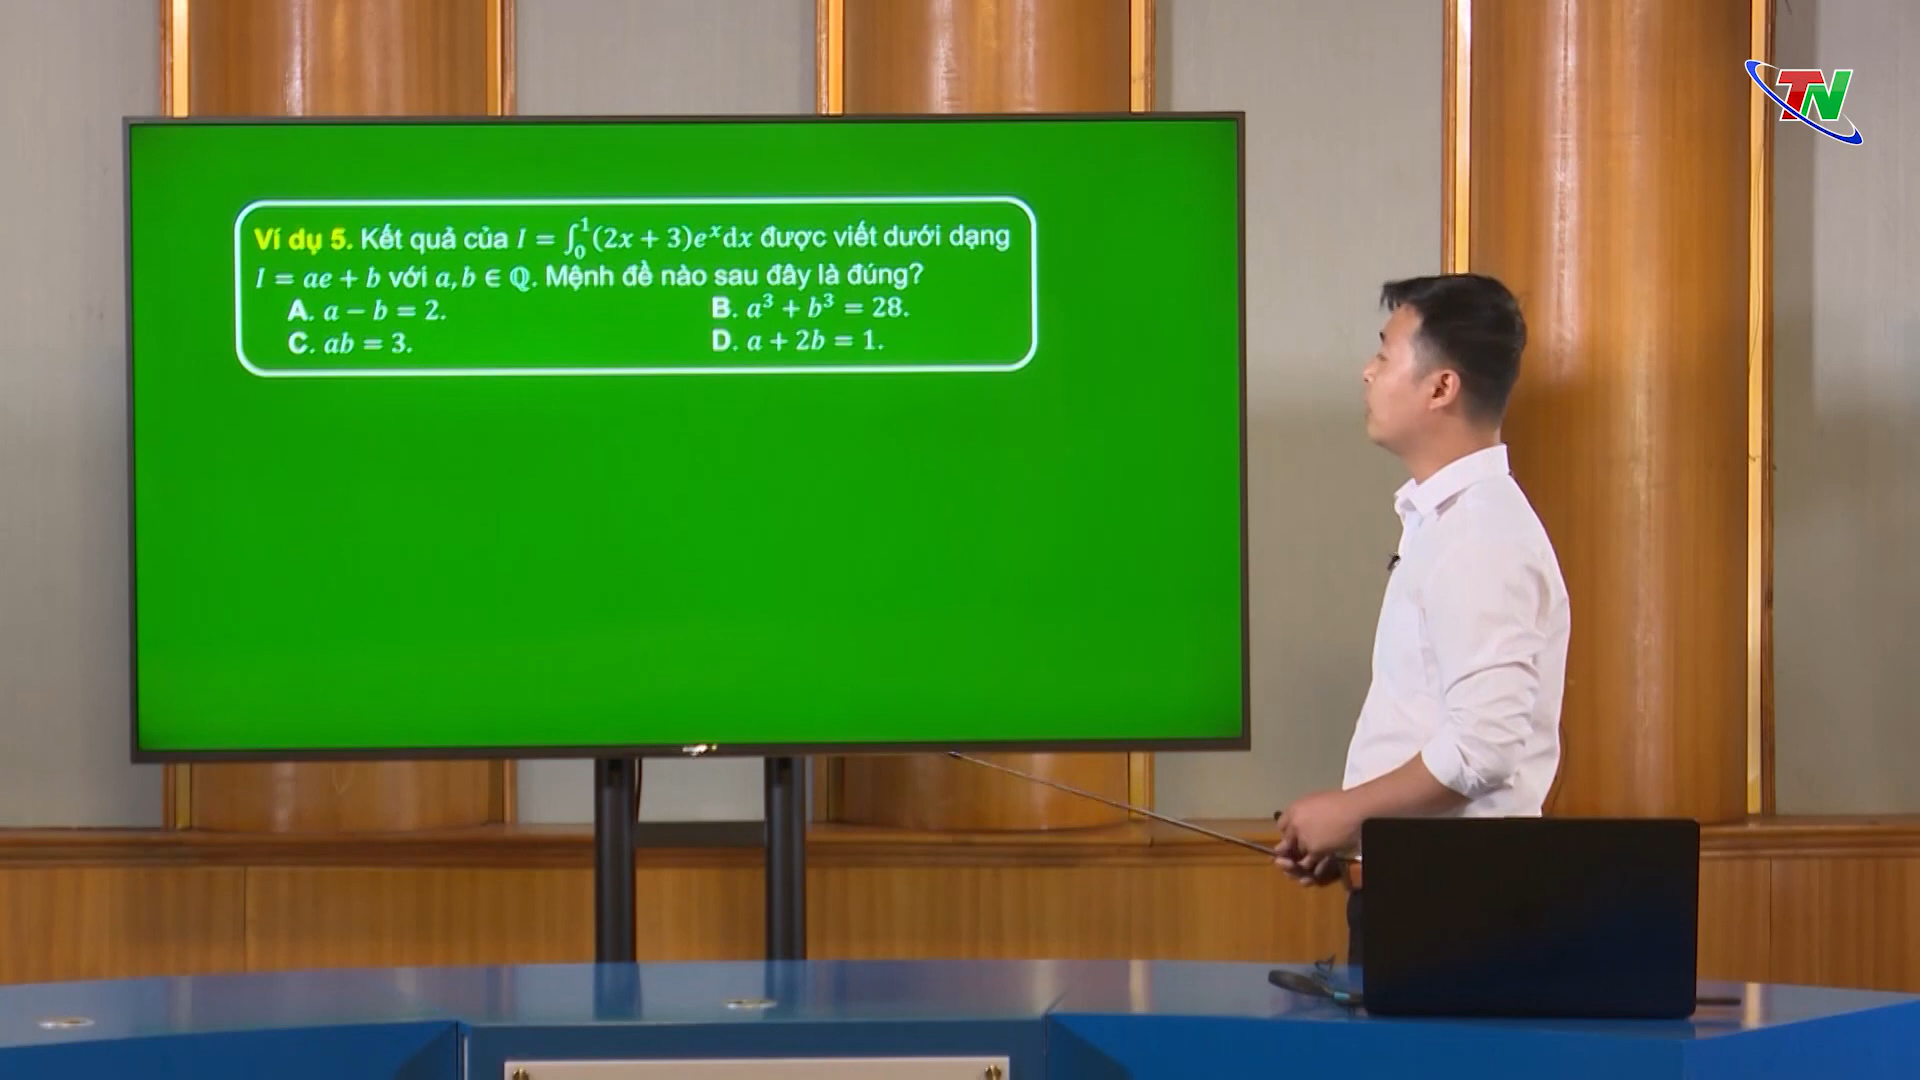 TN
Ví dụ 5. Kết quả của I = ∫₀¹(2x + 3)eˣdx được viết dưới dạng
I = ae + b với a, b ∈ ℚ. Mệnh đề nào sau đây là đúng?
A. a − b = 2. B. a³ + b³ = 28.
C. ab = 3. D. a + 2b = 1.